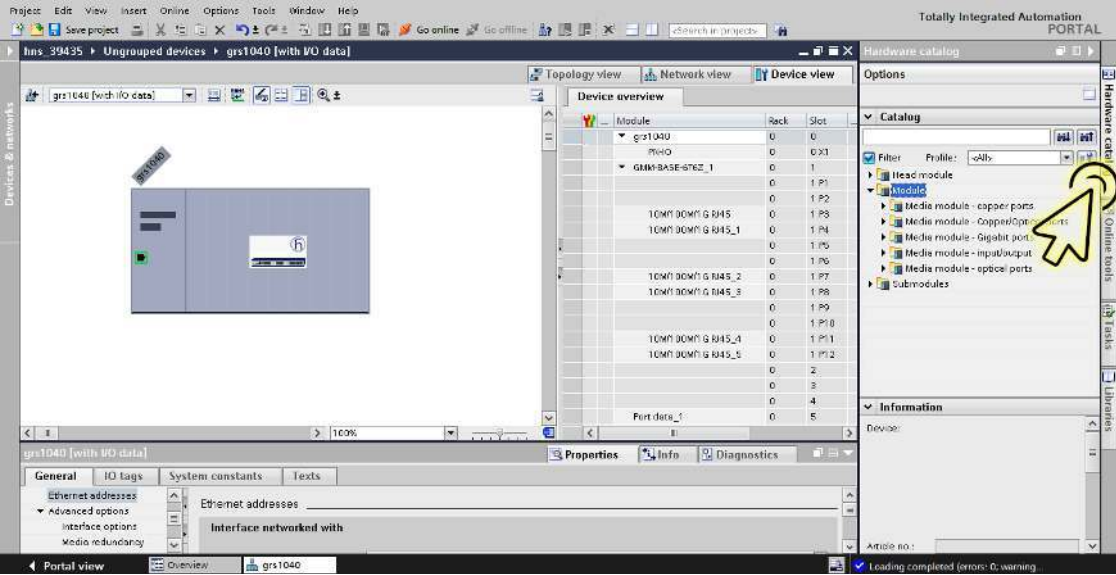 Project Edit View Insert Online Options Tools Window Help
Totally Integrated Automation
PORTAL
Save project
Go online
Go offline
<Search in project>
hns_39435 ▸ Ungrouped devices ▸ grs1040 [with I/O data]
Hardware catalog
Topology view
Network view
Device view
Options
grs1040 [with I/O data]
Device overview
Module Rack Slot
grs1040 0 0
PN-IO 0 0 X1
GMM-BASE-6T6Z_1 0 1
0 1 P1
0 1 P2
10M/100M/1G RJ45 0 1 P3
10M/100M/1G RJ45_1 0 1 P4
0 1 P5
0 1 P6
10M/100M/1G RJ45_2 0 1 P7
10M/100M/1G RJ45_3 0 1 P8
0 1 P9
0 1 P10
10M/100M/1G RJ45_4 0 1 P11
10M/100M/1G RJ45_5 0 1 P12
0 2
0 3
0 4
Port data_1 0 5
grs1040
100%
Catalog
Filter Profile: <All>
Head module
Module
Media module - copper ports
Media module - Copper/Optic ports
Media module - Gigabit ports
Media module - input/output
Media module - optical ports
Submodules
Information
Device:
Article no.:
Devices & networks
Hardware catalog
Online tools
Tasks
Libraries
grs1040 [with I/O data]
Properties
Info
Diagnostics
General
IO tags
System constants
Texts
Ethernet addresses
Advanced options
Interface options
Media redundancy
Ethernet addresses
Interface networked with
Portal view
Overview
grs1040
Loading completed (errors: 0; warning...